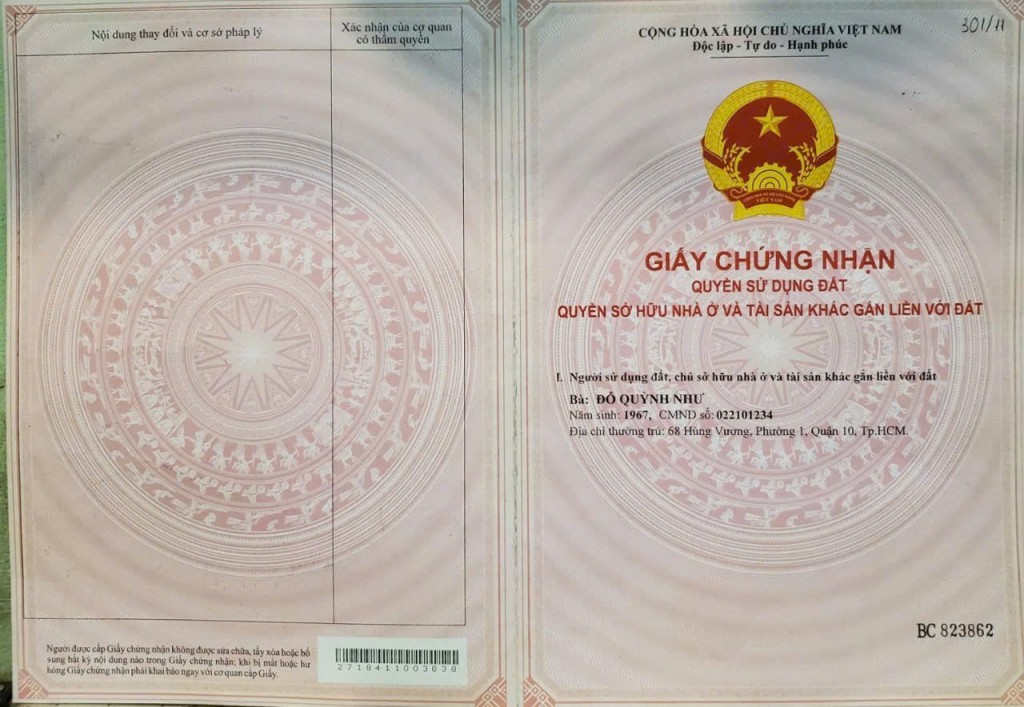 Nội dung thay đổi và cơ sở pháp lý
Xác nhận của cơ quan
có thẩm quyền
Người được cấp Giấy chứng nhận không được sửa chữa, tẩy xóa hoặc bổ
sung bất kỳ nội dung nào trong Giấy chứng nhận; khi bị mất hoặc hư
hỏng Giấy chứng nhận phải khai báo ngay với cơ quan cấp Giấy.
2718411003838
301/11
CỘNG HÒA XÃ HỘI CHỦ NGHĨA VIỆT NAM
Độc lập - Tự do - Hạnh phúc
VIỆT NAM
GIẤY CHỨNG NHẬN
QUYỀN SỬ DỤNG ĐẤT
QUYỀN SỞ HỮU NHÀ Ở VÀ TÀI SẢN KHÁC GẮN LIỀN VỚI ĐẤT
I. Người sử dụng đất, chủ sở hữu nhà ở và tài sản khác gắn liền với đất
Bà: ĐỖ QUỲNH NHƯ
Năm sinh: 1967, CMND số: 022101234
Địa chỉ thường trú: 68 Hùng Vương, Phường 1, Quận 10, Tp.HCM.
BC 823862